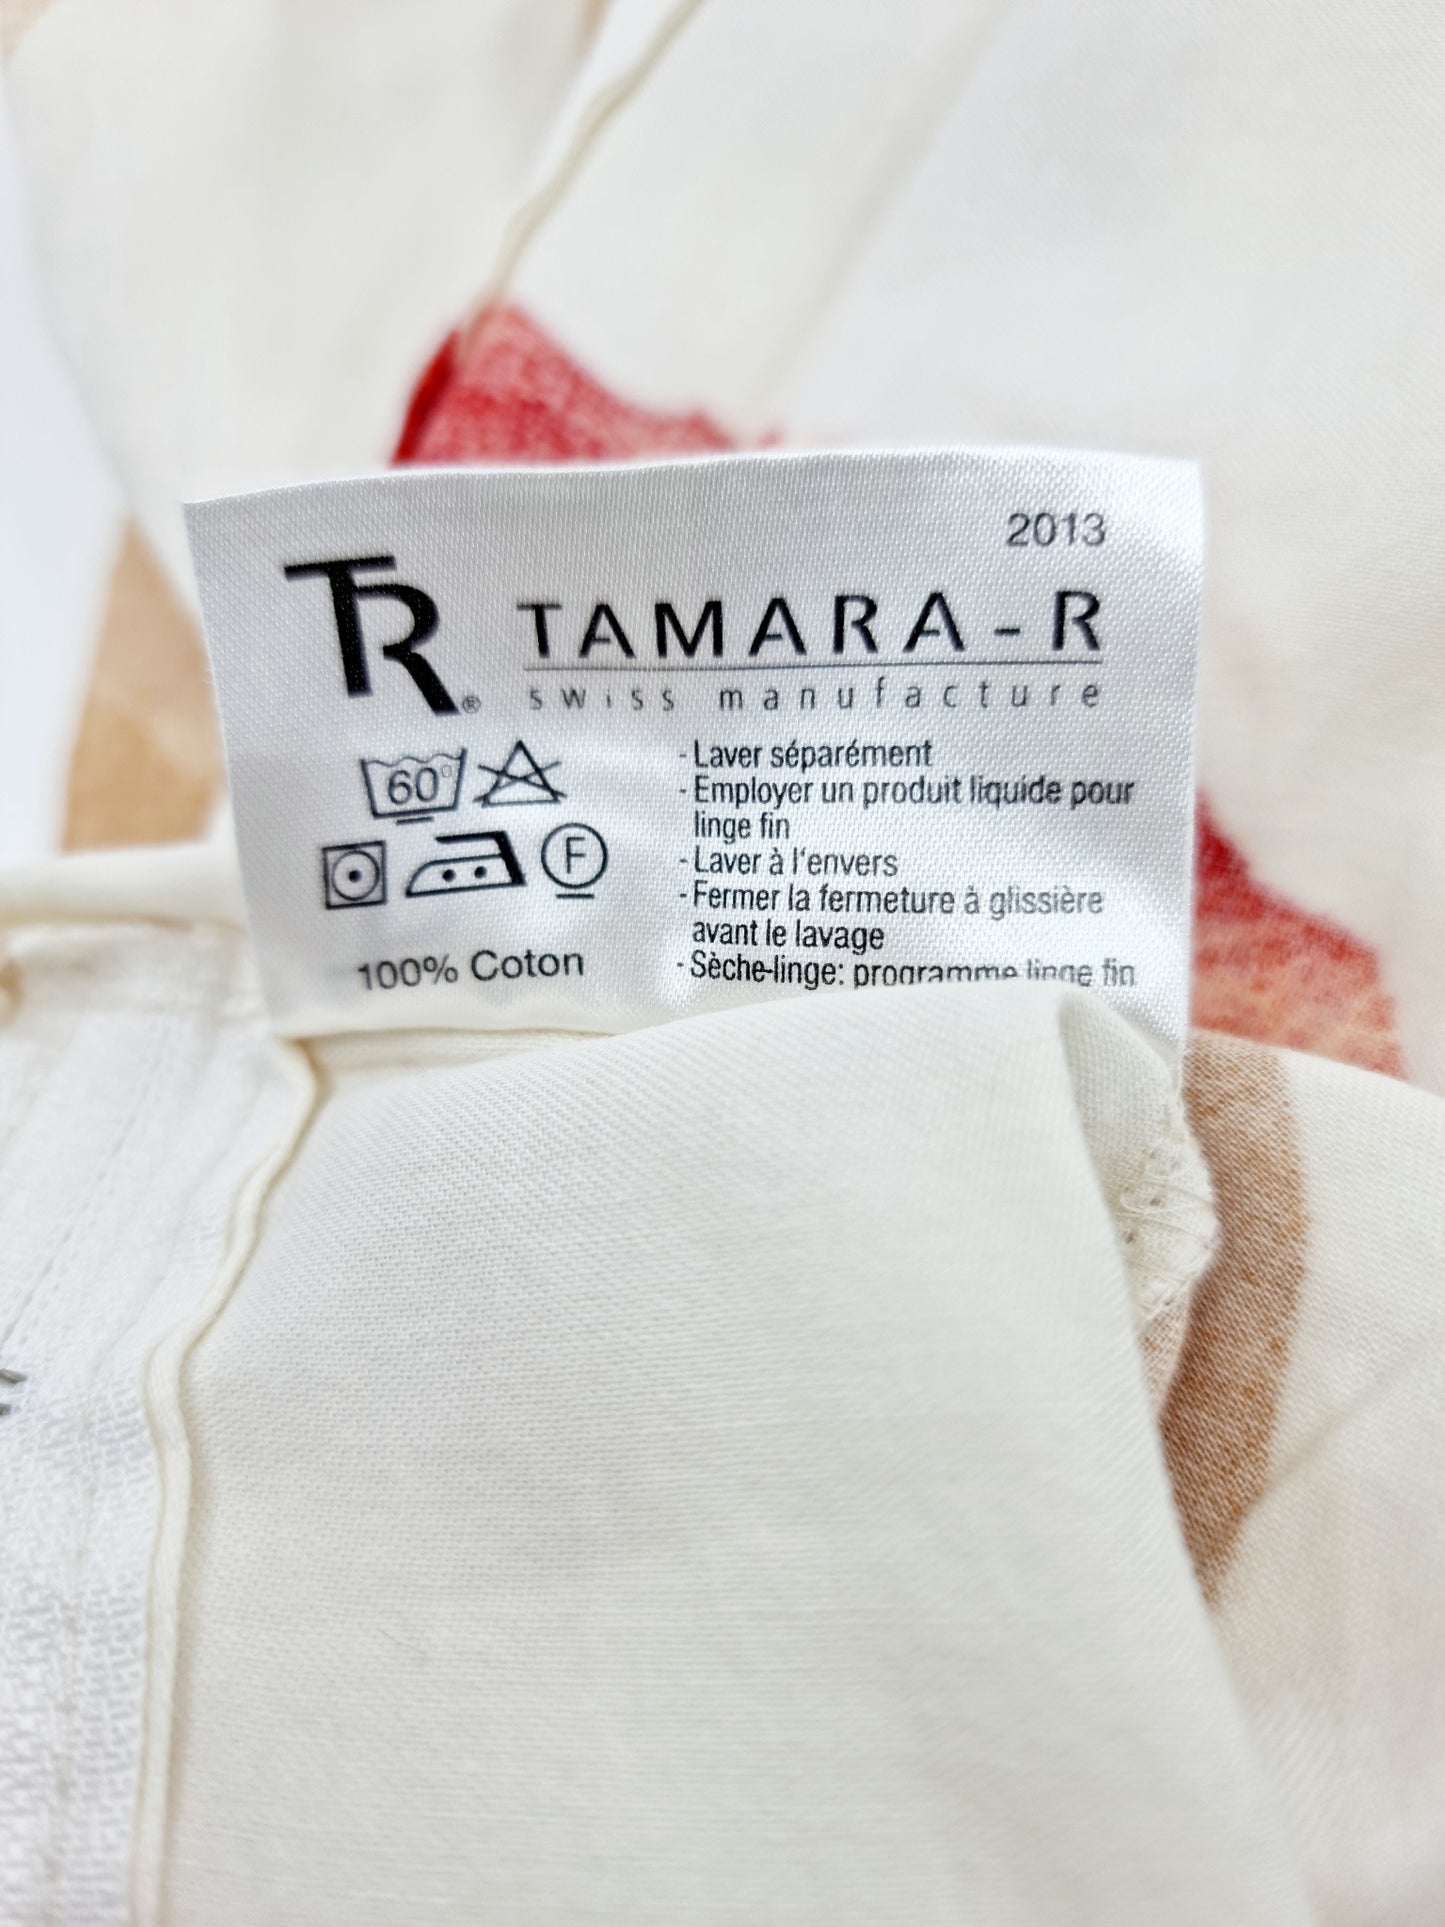 2013
TR®
TAMARA-R
swiss manufacture
60°
F
100% Coton
- Laver séparément
- Employer un produit liquide pour
linge fin
- Laver à l'envers
- Fermer la fermeture à glissière
avant le lavage
- Sèche-linge: programme linge fin